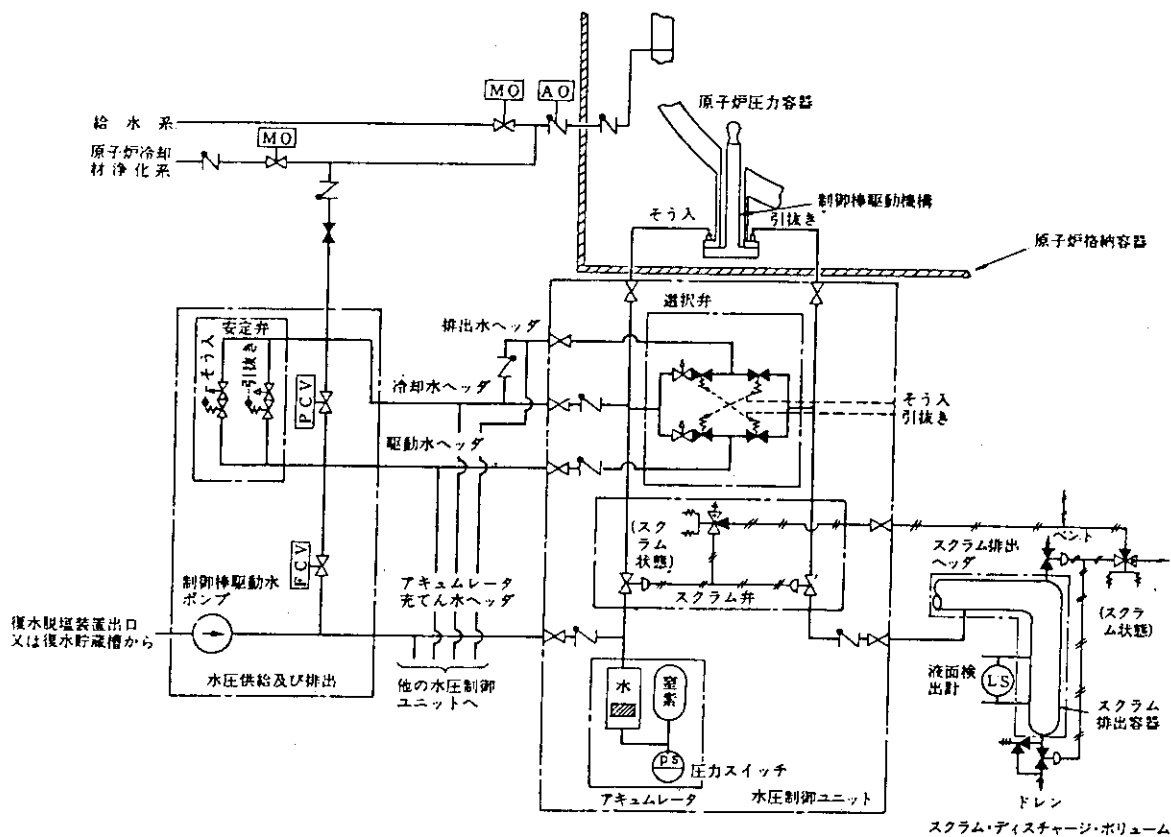 MO
AO
原子炉圧力容器
給水系
MO
原子炉冷却
材浄化系
制御棒駆動機構
そう入
引抜き
原子炉格納容器
選択弁
排出水ヘッダ
安定弁
そう入
引抜き
冷却水ヘッダ
PCV
そう入
引抜き
駆動水ヘッダ
(スク
ラム
状態)
ベント
スクラム排出
ヘッダ
FCV
制御棒駆動水
ポンプ
アキュムレータ
充てん水ヘッダ
スクラム弁
(スクラ
ム状態)
復水脱塩装置出口
又は復水貯蔵槽から
水圧供給及び排出
他の水圧制御
ユニットへ
水
窒素
液面検
出計
LS
スクラム
排出容器
PS
圧力スイッチ
アキュムレータ
水圧制御ユニット
ドレン
スクラム・ディスチャージ・ボリューム